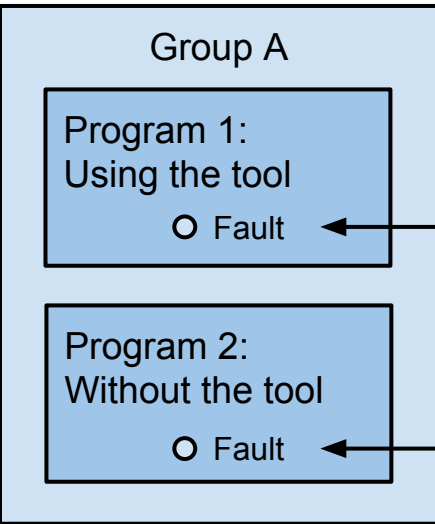 Group A
Program 1:
Using the tool
Fault
Program 2:
Without the tool
Fault